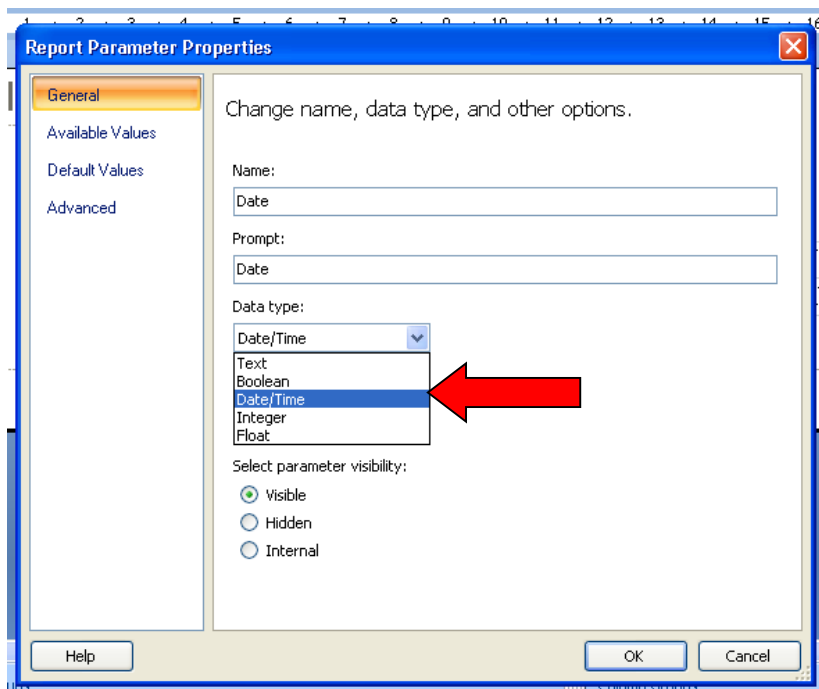 Report Parameter Properties
General
Available Values
Default Values
Advanced
Change name, data type, and other options.
Name:
Date
Prompt:
Date
Data type:
Date/Time
Text
Boolean
Date/Time
Integer
Float
Select parameter visibility:
Visible
Hidden
Internal
Help
OK
Cancel